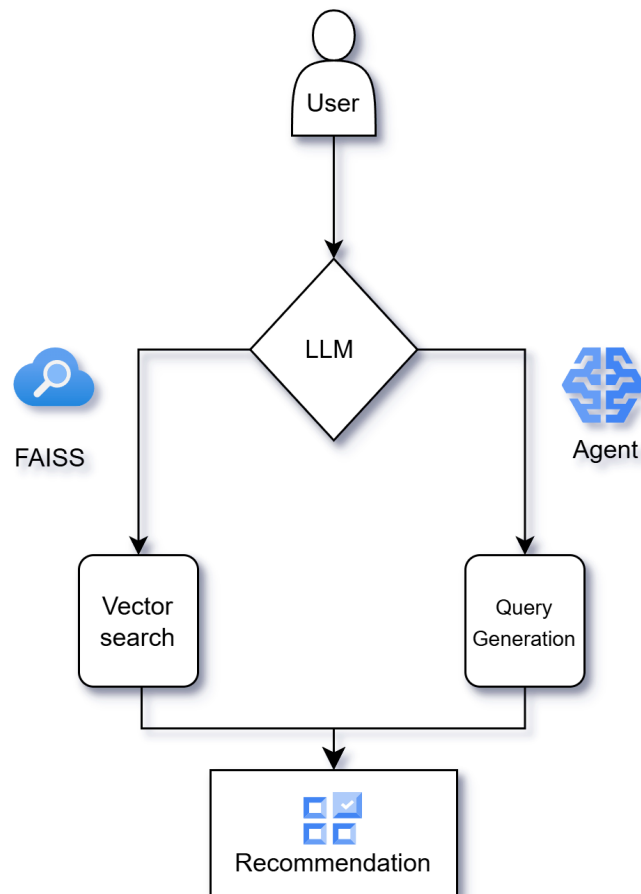 User
LLM
FAISS
Agent
Vector
search
Query
Generation
Recommendation